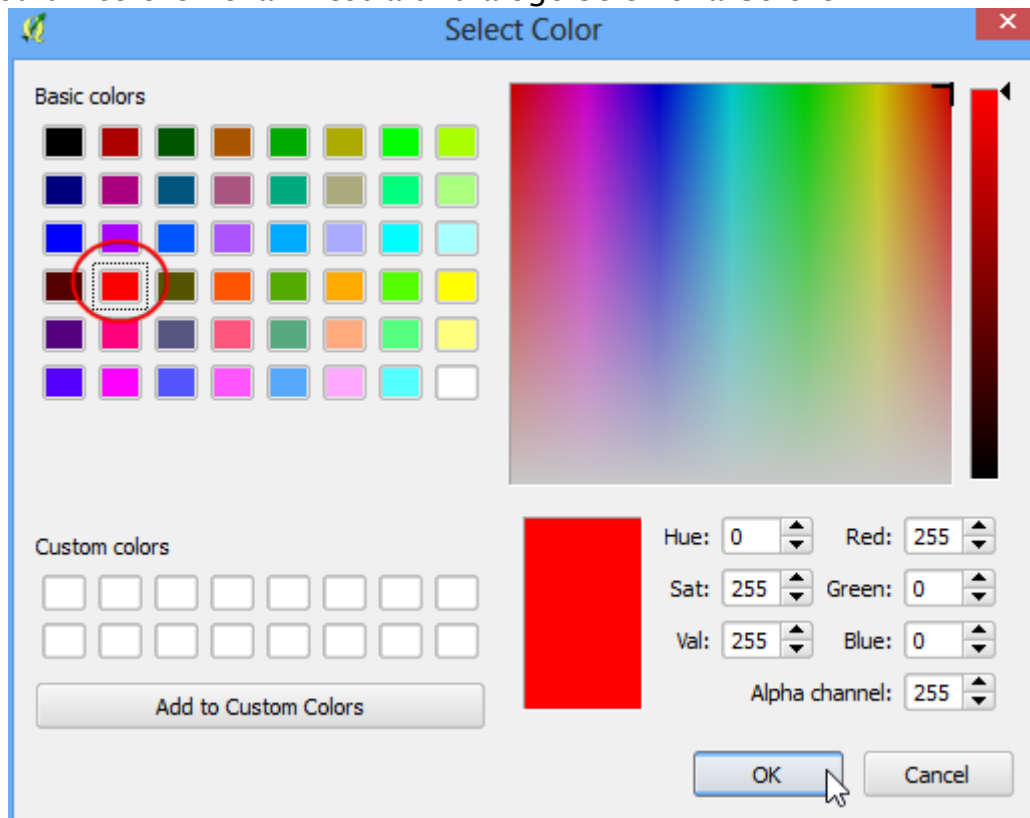 Select Color
Basic colors
Custom colors
Add to Custom Colors
Hue: 0 Red: 255
Sat: 255 Green: 0
Val: 255 Blue: 0
Alpha channel: 255
OK Cancel